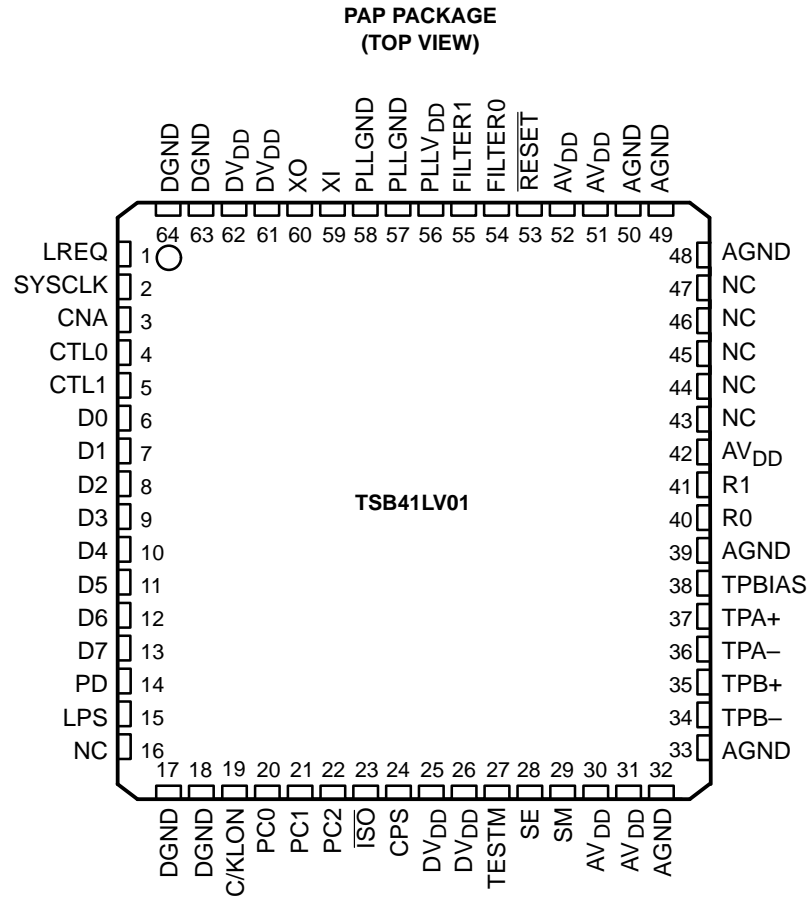 PAP PACKAGE
(TOP VIEW)
DGND
DGND
DVDD
DVDD
XO
XI
PLLGND
PLLGND
PLLVDD
FILTER1
FILTER0
RESET
AVDD
AVDD
AGND
AGND
64 63 62 61 60 59 58 57 56 55 54 53 52 51 50 49
LREQ 1
SYSCLK 2
CNA 3
CTL0 4
CTL1 5
D0 6
D1 7
D2 8
D3 9
D4 10
D5 11
D6 12
D7 13
PD 14
LPS 15
NC 16
TSB41LV01
48 AGND
47 NC
46 NC
45 NC
44 NC
43 NC
42 AVDD
41 R1
40 R0
39 AGND
38 TPBIAS
37 TPA+
36 TPA–
35 TPB+
34 TPB–
33 AGND
17 18 19 20 21 22 23 24 25 26 27 28 29 30 31 32
DGND
DGND
C/KLON
PC0
PC1
PC2
ISO
CPS
DVDD
DVDD
TESTM
SE
SM
AVDD
AVDD
AGND